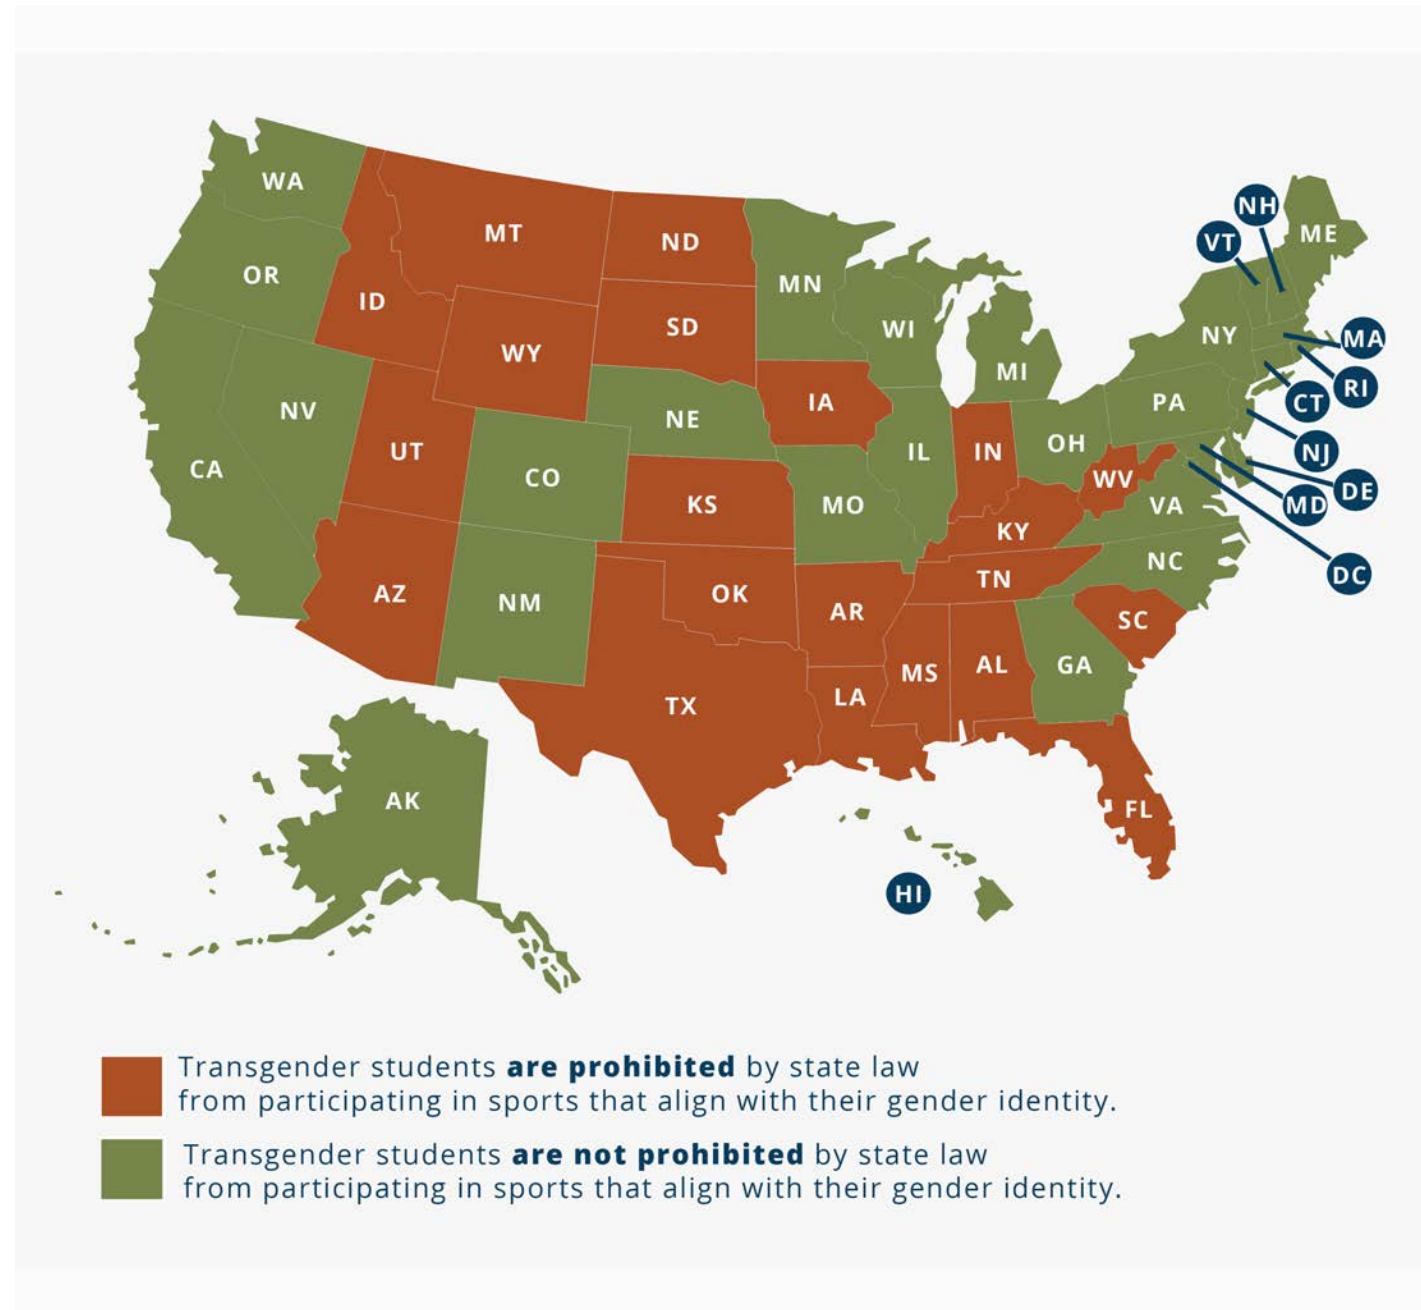 WA
MT
ND
MN
NH
VT
ME
OR
ID
SD
WI
NY
MA
WY
MI
RI
CT
NV
NE
IA
PA
UT
CO
IL
IN
OH
NJ
CA
KS
MO
WV
VA
DE
MD
KY
NC
DC
AZ
NM
OK
AR
TN
SC
TX
LA
MS
AL
GA
AK
FL
HI
Transgender students are prohibited by state law
from participating in sports that align with their gender identity.
Transgender students are not prohibited by state law
from participating in sports that align with their gender identity.